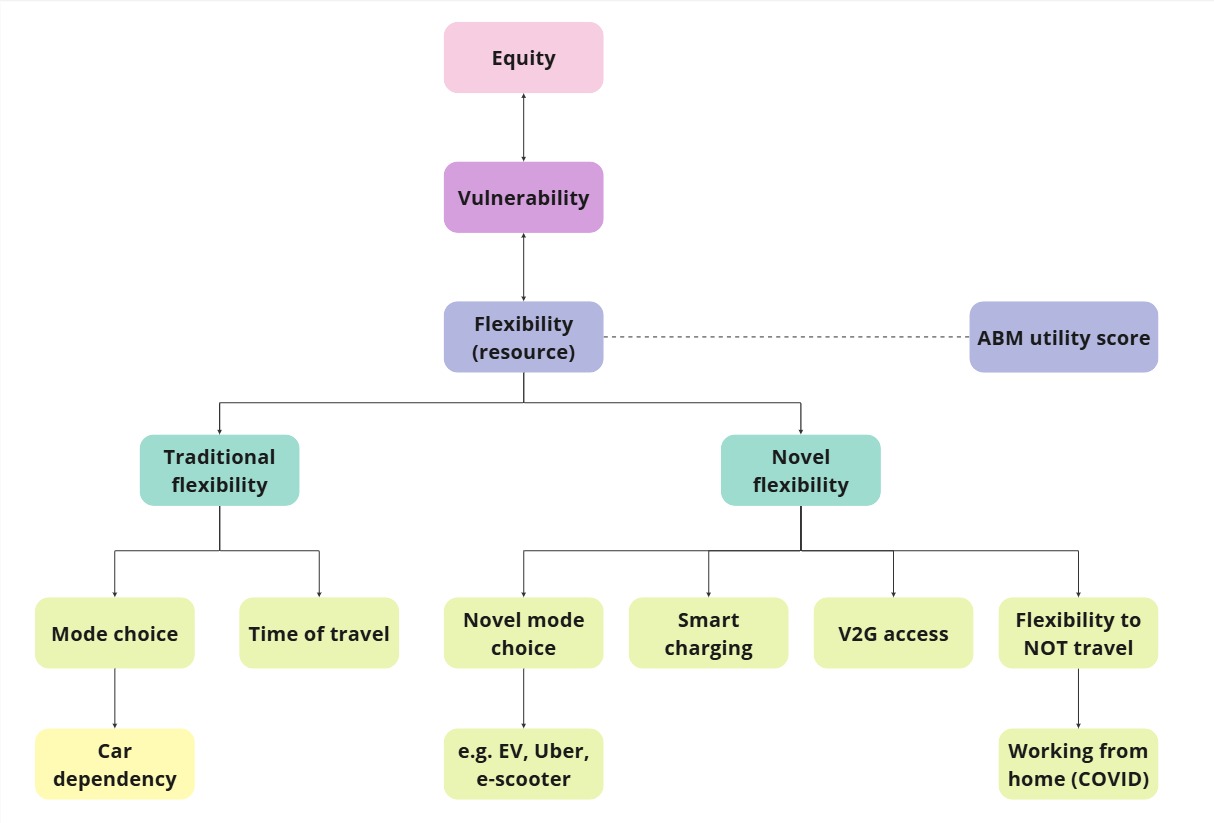 Equity
Vulnerability
Flexibility
(resource)
ABM utility score
Traditional
flexibility
Novel
flexibility
Mode choice
Time of travel
Novel mode
choice
Smart
charging
V2G access
Flexibility to
NOT travel
Car
dependency
e.g. EV, Uber,
e-scooter
Working from
home (COVID)